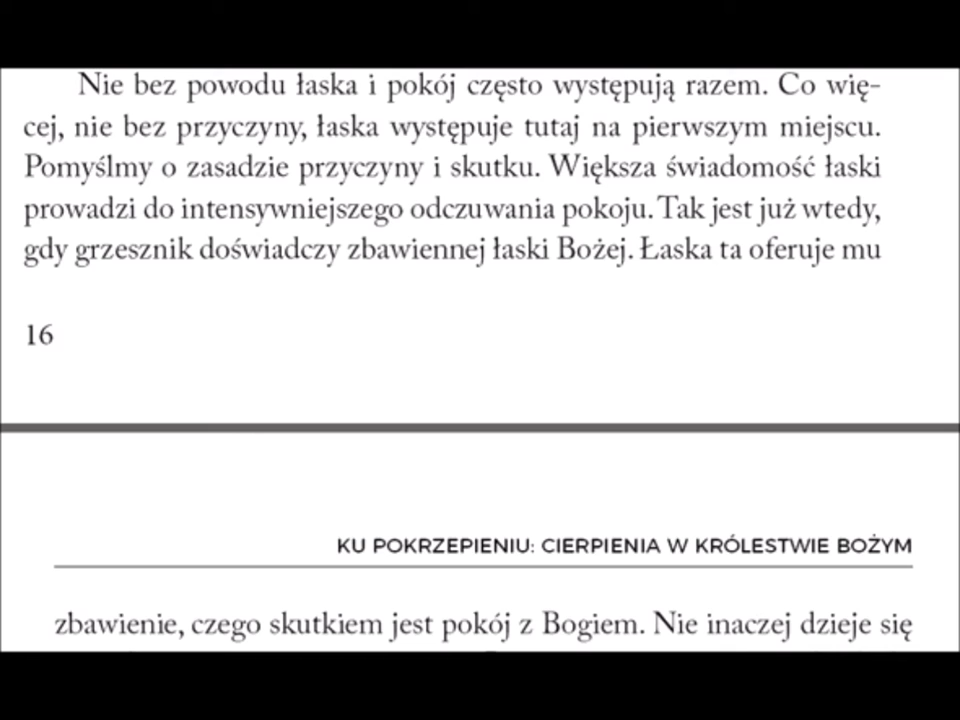 Nie bez powodu łaska i pokój często występują razem. Co wię-
cej, nie bez przyczyny, łaska występuje tutaj na pierwszym miejscu.
Pomyślmy o zasadzie przyczyny i skutku. Większa świadomość łaski
prowadzi do intensywniejszego odczuwania pokoju. Tak jest już wtedy,
gdy grzesznik doświadczy zbawiennej łaski Bożej. Łaska ta oferuje mu
16
KU POKRZEPIENIU: CIERPIENIA W KRÓLESTWIE BOŻYM
zbawienie, czego skutkiem jest pokój z Bogiem. Nie inaczej dzieje się